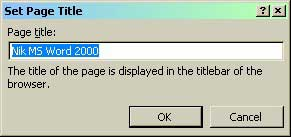 Set Page Title
Page title:
Nik MS Word 2000
The title of the page is displayed in the titlebar of the
browser.
OK Cancel